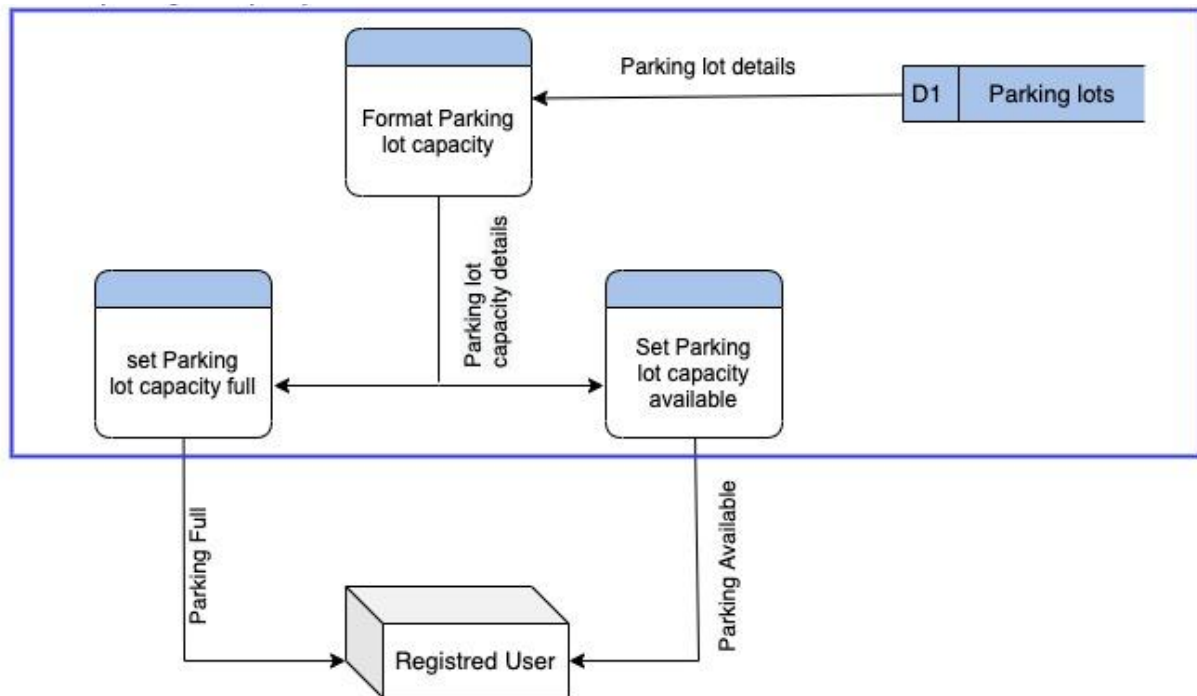 Parking lot details
D1
Parking lots
Format Parking
lot capacity
Parking lot
capacity details
set Parking
lot capacity full
Set Parking
lot capacity
available
Parking Full
Parking Available
Registred User